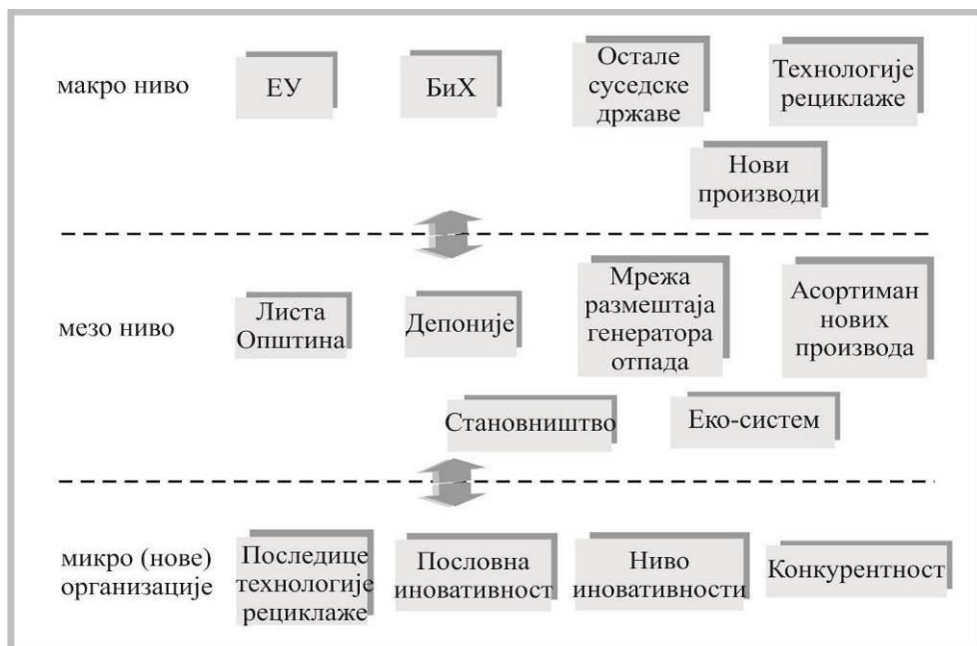 макро ниво
ЕУ
БиХ
Остале
суседске
државе
Технологије
рециклаже
Нови
производи
мезо ниво
Листа
Општина
Депоније
Мрежа
размештаја
генератора
отпада
Асортиман
нових
производа
Становништво
Еко-систем
микро (нове)
организације
Последице
технологије
рециклаже
Пословна
иновативност
Ниво
иновативности
Конкурентност